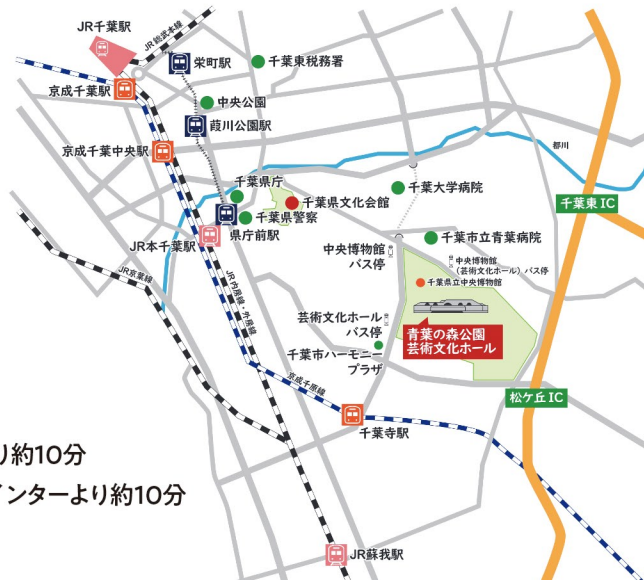 JR千葉駅
JR総武本線
栄町駅
千葉東税務署
京成千葉駅
中央公園
葭川公園駅
京成千葉中央駅
都川
千葉県庁
千葉大学病院
千葉県文化会館
千葉東IC
千葉県警察
県庁前駅
千葉市立青葉病院
JR本千葉駅
中央博物館
バス停
中央博物館
(芸術文化ホール)バス停
JR京葉線
JR内房線・外房線
千葉県立中央博物館
芸術文化ホール
バス停
青葉の森公園
芸術文化ホール
千葉市ハーモニー
プラザ
京成千原線
松ケ丘IC
千葉寺駅
り約10分
インターより約10分
JR蘇我駅